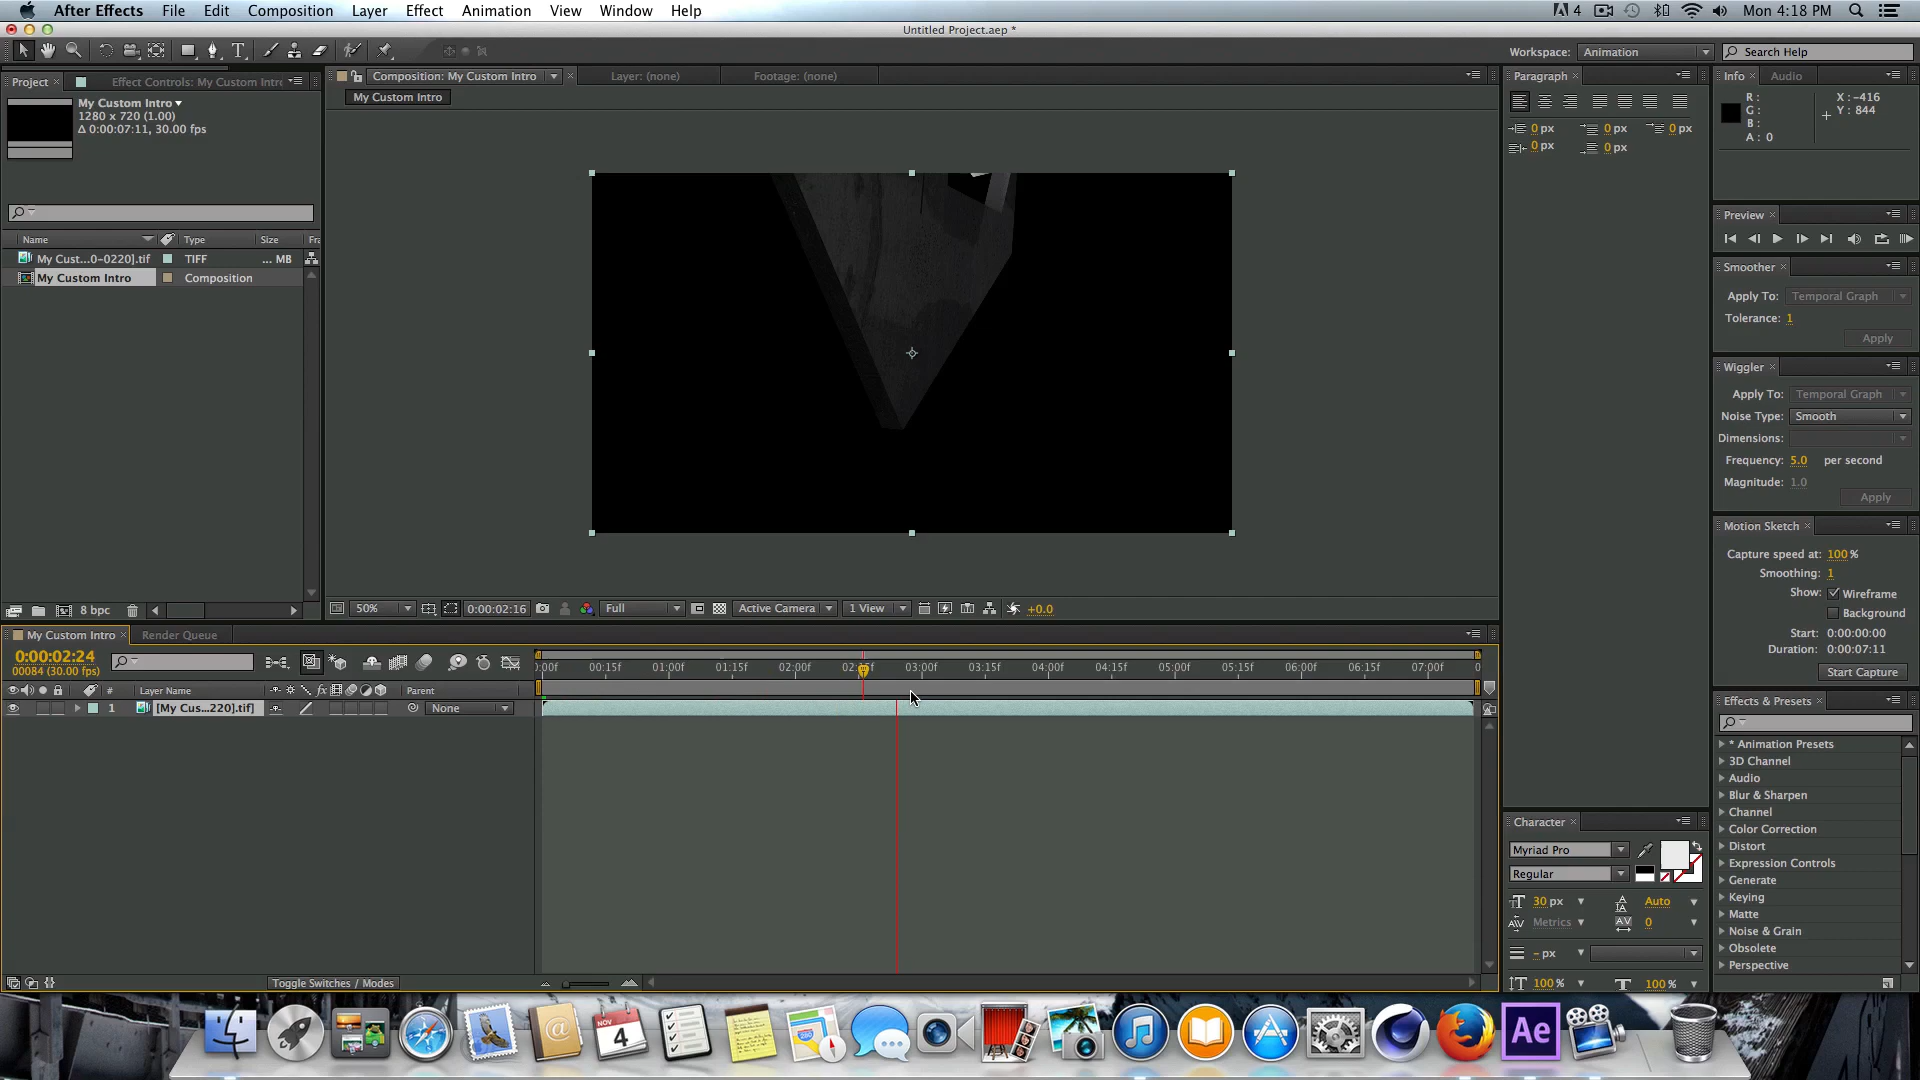 After Effects File Edit Composition Layer Effect Animation View Window Help 4 Mon 4:18 PM
Untitled Project.aep *
T Workspace: Animation Search Help
Project Effect Controls: My Custom Intro Composition: My Custom Intro Layer: (none) Footage: (none) Paragraph Info Audio
My Custom Intro
My Custom Intro
1280 x 720 (1.00)
Δ 0:00:07:11, 30.00 fps
R :
G :
B :
A : 0
X : -416
Y : 844
0 px 0 px 0 px
0 px 0 px
Preview
Name Type Size Fra
My Cust...0-0220].tif TIFF ... MB
My Custom Intro Composition
Smoother
Apply To: Temporal Graph
Tolerance: 1
Apply
Wiggler
Apply To: Temporal Graph
Noise Type: Smooth
Dimensions:
Frequency: 5.0 per second
Magnitude: 1.0
Apply
Motion Sketch
Capture speed at: 100 %
Smoothing: 1
Show: Wireframe
Background
Start: 0:00:00:00
Duration: 0:00:07:11
Start Capture
8 bpc 50% 0:00:02:16 Full Active Camera 1 View +0.0
My Custom Intro Render Queue
0:00:02:24
00084 (30.00 fps)
0:00f 00:15f 01:00f 01:15f 02:00f 02:15f 03:00f 03:15f 04:00f 04:15f 05:00f 05:15f 06:00f 06:15f 07:00f 0
# Layer Name fx Parent
1 [My Cus...220].tif] None
Effects & Presets
* Animation Presets
3D Channel
Audio
Blur & Sharpen
Channel
Color Correction
Distort
Expression Controls
Generate
Keying
Matte
Noise & Grain
Obsolete
Perspective
Character
Myriad Pro
Regular
30 px Auto
Metrics 0
- px
100 % 100 %
Toggle Switches / Modes
NOV
4
Ae